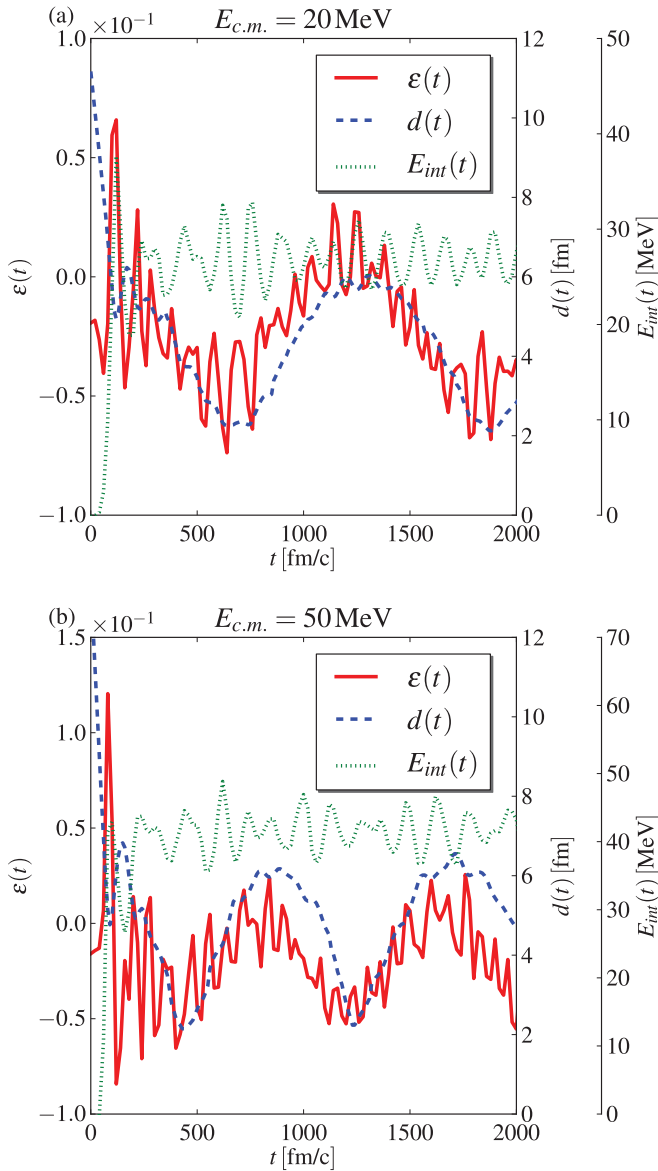 (a) ×10⁻¹ E_{c.m.} = 20 MeV
1.0 12 50
ε(t)
d(t)
E_{int}(t)
10 40
0.5
8 30
0.0 6
ε(t) d(t) [fm] E_{int}(t) [MeV]
20
4
−0.5 10
2
−1.0 0 0
0 500 1000 1500 2000
t [fm/c]
(b) ×10⁻¹ E_{c.m.} = 50 MeV
1.5 12 70
ε(t)
d(t)
E_{int}(t)
60
1.0 10
50
0.5 8
40
6
ε(t) d(t) [fm] E_{int}(t) [MeV]
0.0 30
4
20
−0.5
2 10
−1.0 0 0
0 500 1000 1500 2000
t [fm/c]